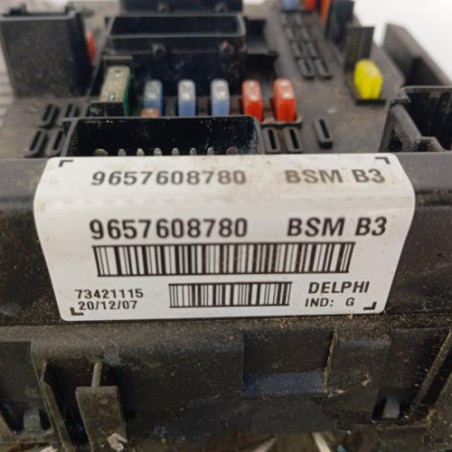 9657608780 BSM B3
9657608780 BSM B3
73421115 DELPHI
20/12/07 IND: G